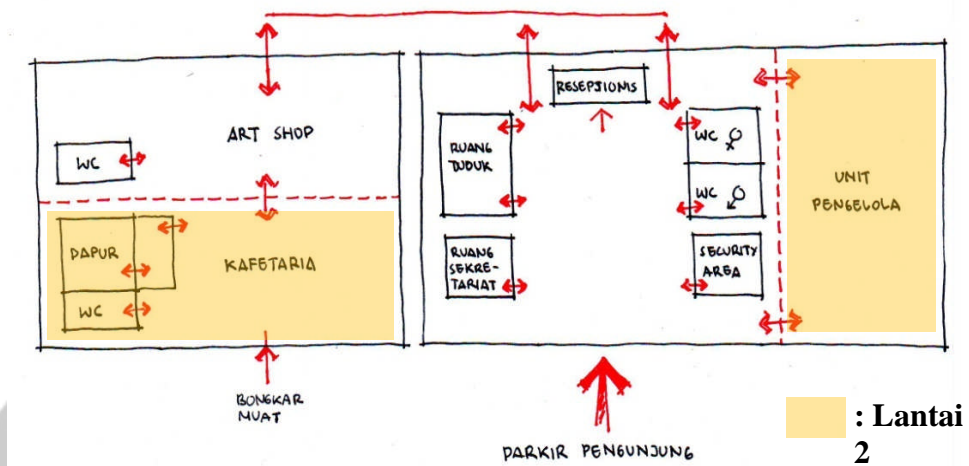 ART SHOP
WC
DAPUR
WC
KAFETARIA
BONGKAR
MUAT
RESEPSIONIS
RUANG
DUDUK
WC
WC
RUANG
SEKRE-
TARIAT
SECURITY
AREA
UNIT
PENGELOLA
PARKIR PENGUNJUNG
: Lantai
2